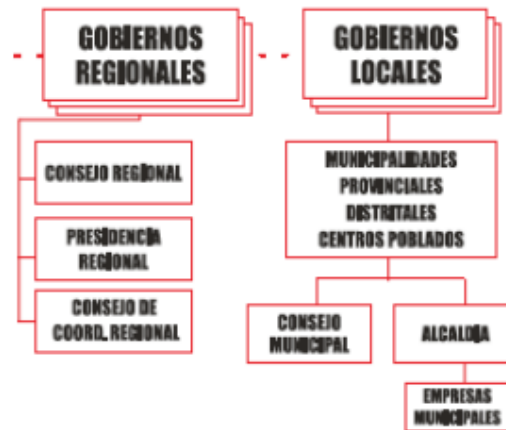 GOBIERNOS
REGIONALES
CONSEJO REGIONAL
PRESIDENCIA
REGIONAL
CONSEJO DE
COORD. REGIONAL
GOBIERNOS
LOCALES
MUNICIPALIDADES
PROVINCIALES
DISTRITALES
CENTROS POBLADOS
CONSEJO
MUNICIPAL
ALCALDÍA
EMPRESAS
MUNICIPALES